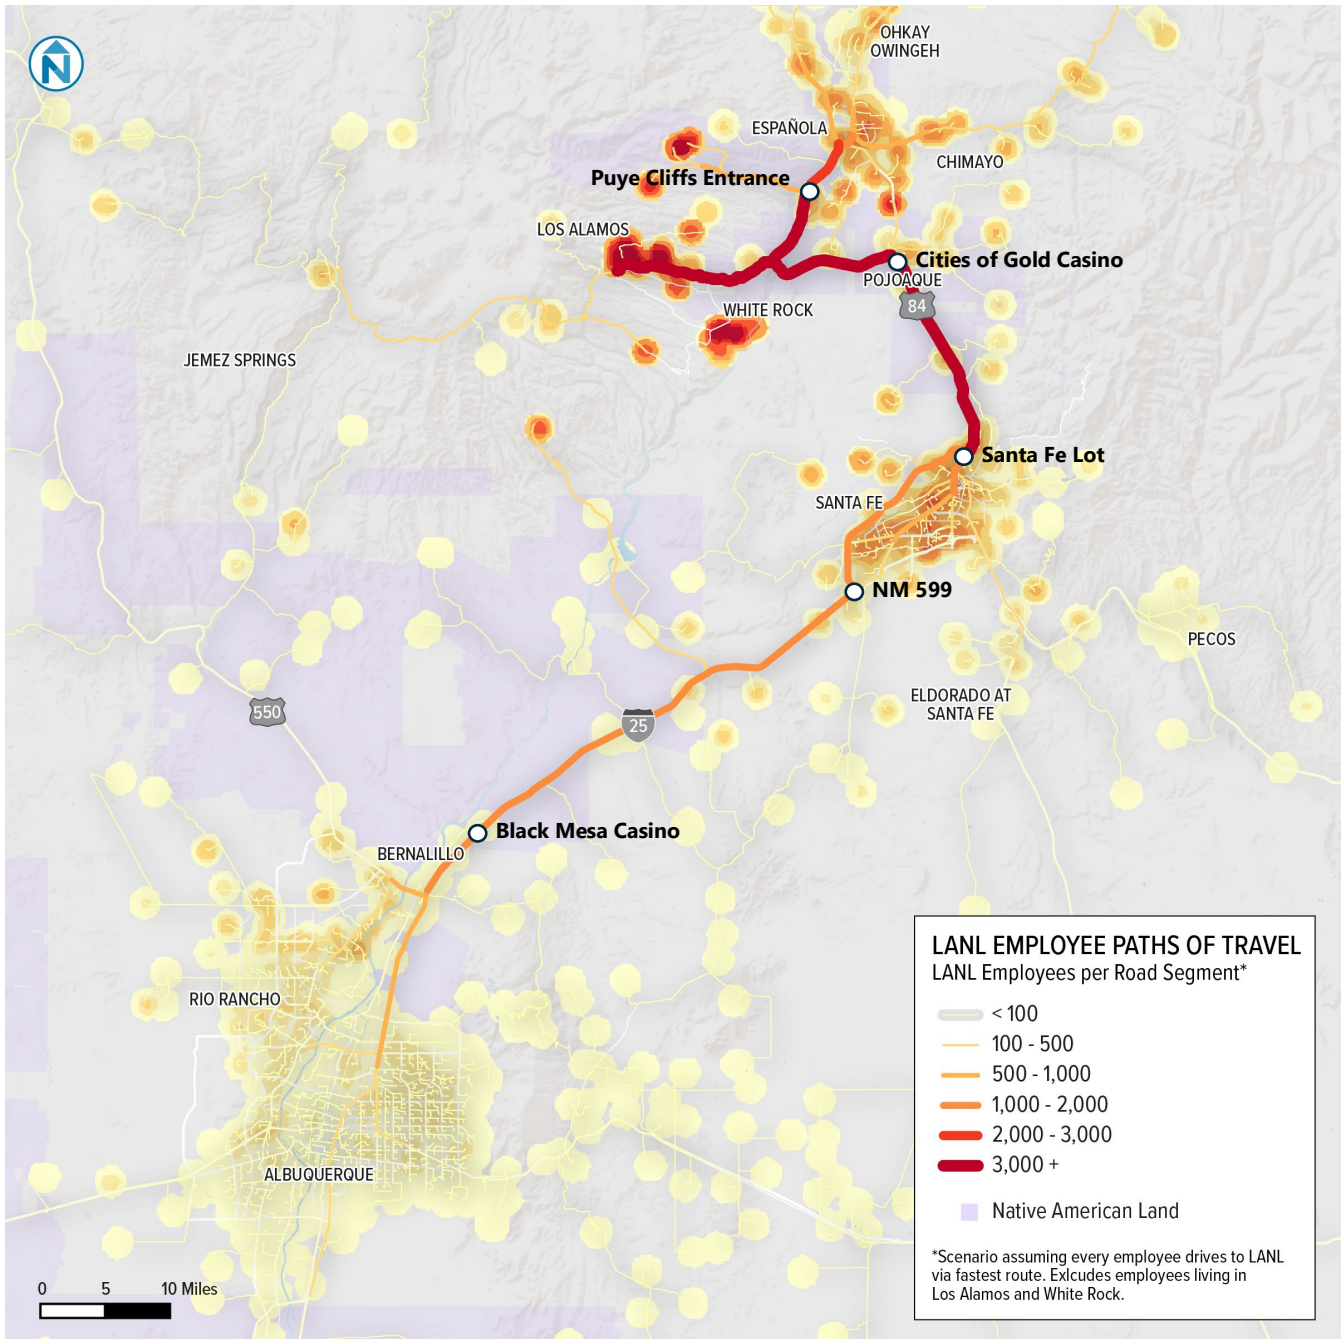 N
OHKAY
OWINGEH
ESPAÑOLA
CHIMAYO
Puye Cliffs Entrance
LOS ALAMOS
Cities of Gold Casino
POJOAQUE
84
WHITE ROCK
JEMEZ SPRINGS
Santa Fe Lot
SANTA FE
NM 599
PECOS
ELDORADO AT
SANTA FE
550
25
Black Mesa Casino
BERNALILLO
RIO RANCHO
ALBUQUERQUE
0 5 10 Miles
LANL EMPLOYEE PATHS OF TRAVEL
LANL Employees per Road Segment*
< 100
100 - 500
500 - 1,000
1,000 - 2,000
2,000 - 3,000
3,000 +
Native American Land
*Scenario assuming every employee drives to LANL
via fastest route. Exlcudes employees living in
Los Alamos and White Rock.